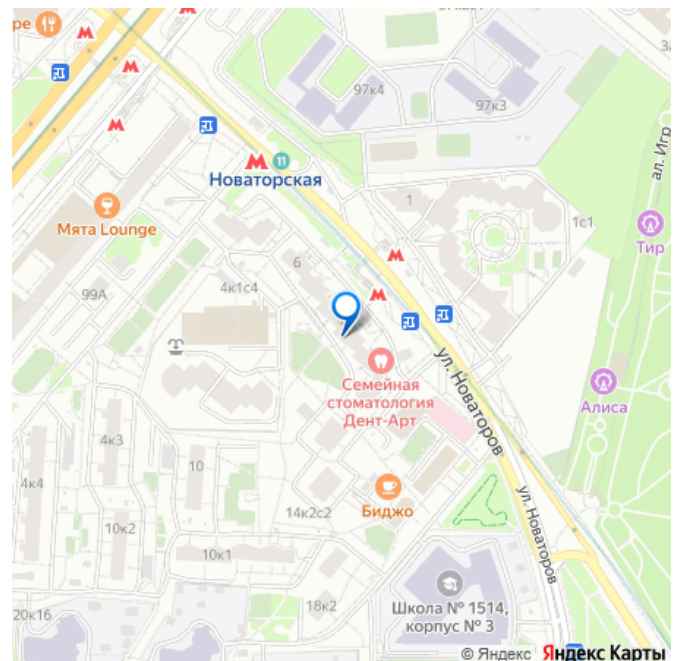 ре
97к4
97к3
11
Новаторская
ал. Игр
1
1с1
Мята Lounge
Тир
6
4к1с4
99А
ул. Новаторов
Семейная
стоматология
Дент-Арт
Алиса
4к3
10
4к4
Биджо
14к2с2
10к2
ул. Новаторов
10к1
18к2
Школа № 1514,
корпус № 3
20к16
© Яндекс Яндекс Карты